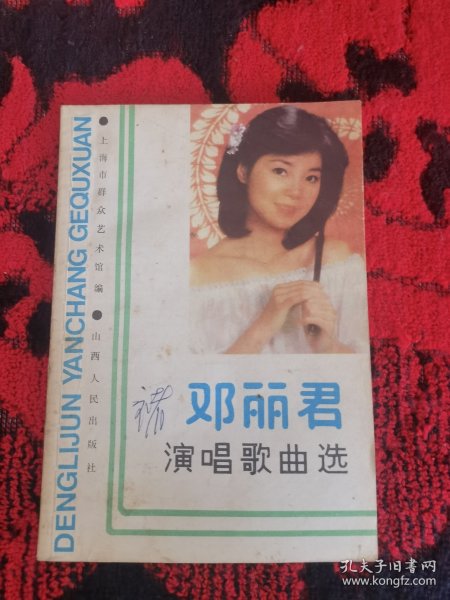 DENGLIJUN YANCHANG GEQUXUAN
●上海市群众艺术馆编●山西人民出版社
邓丽君
演唱歌曲选
孔夫子旧书网
www.kongfz.com